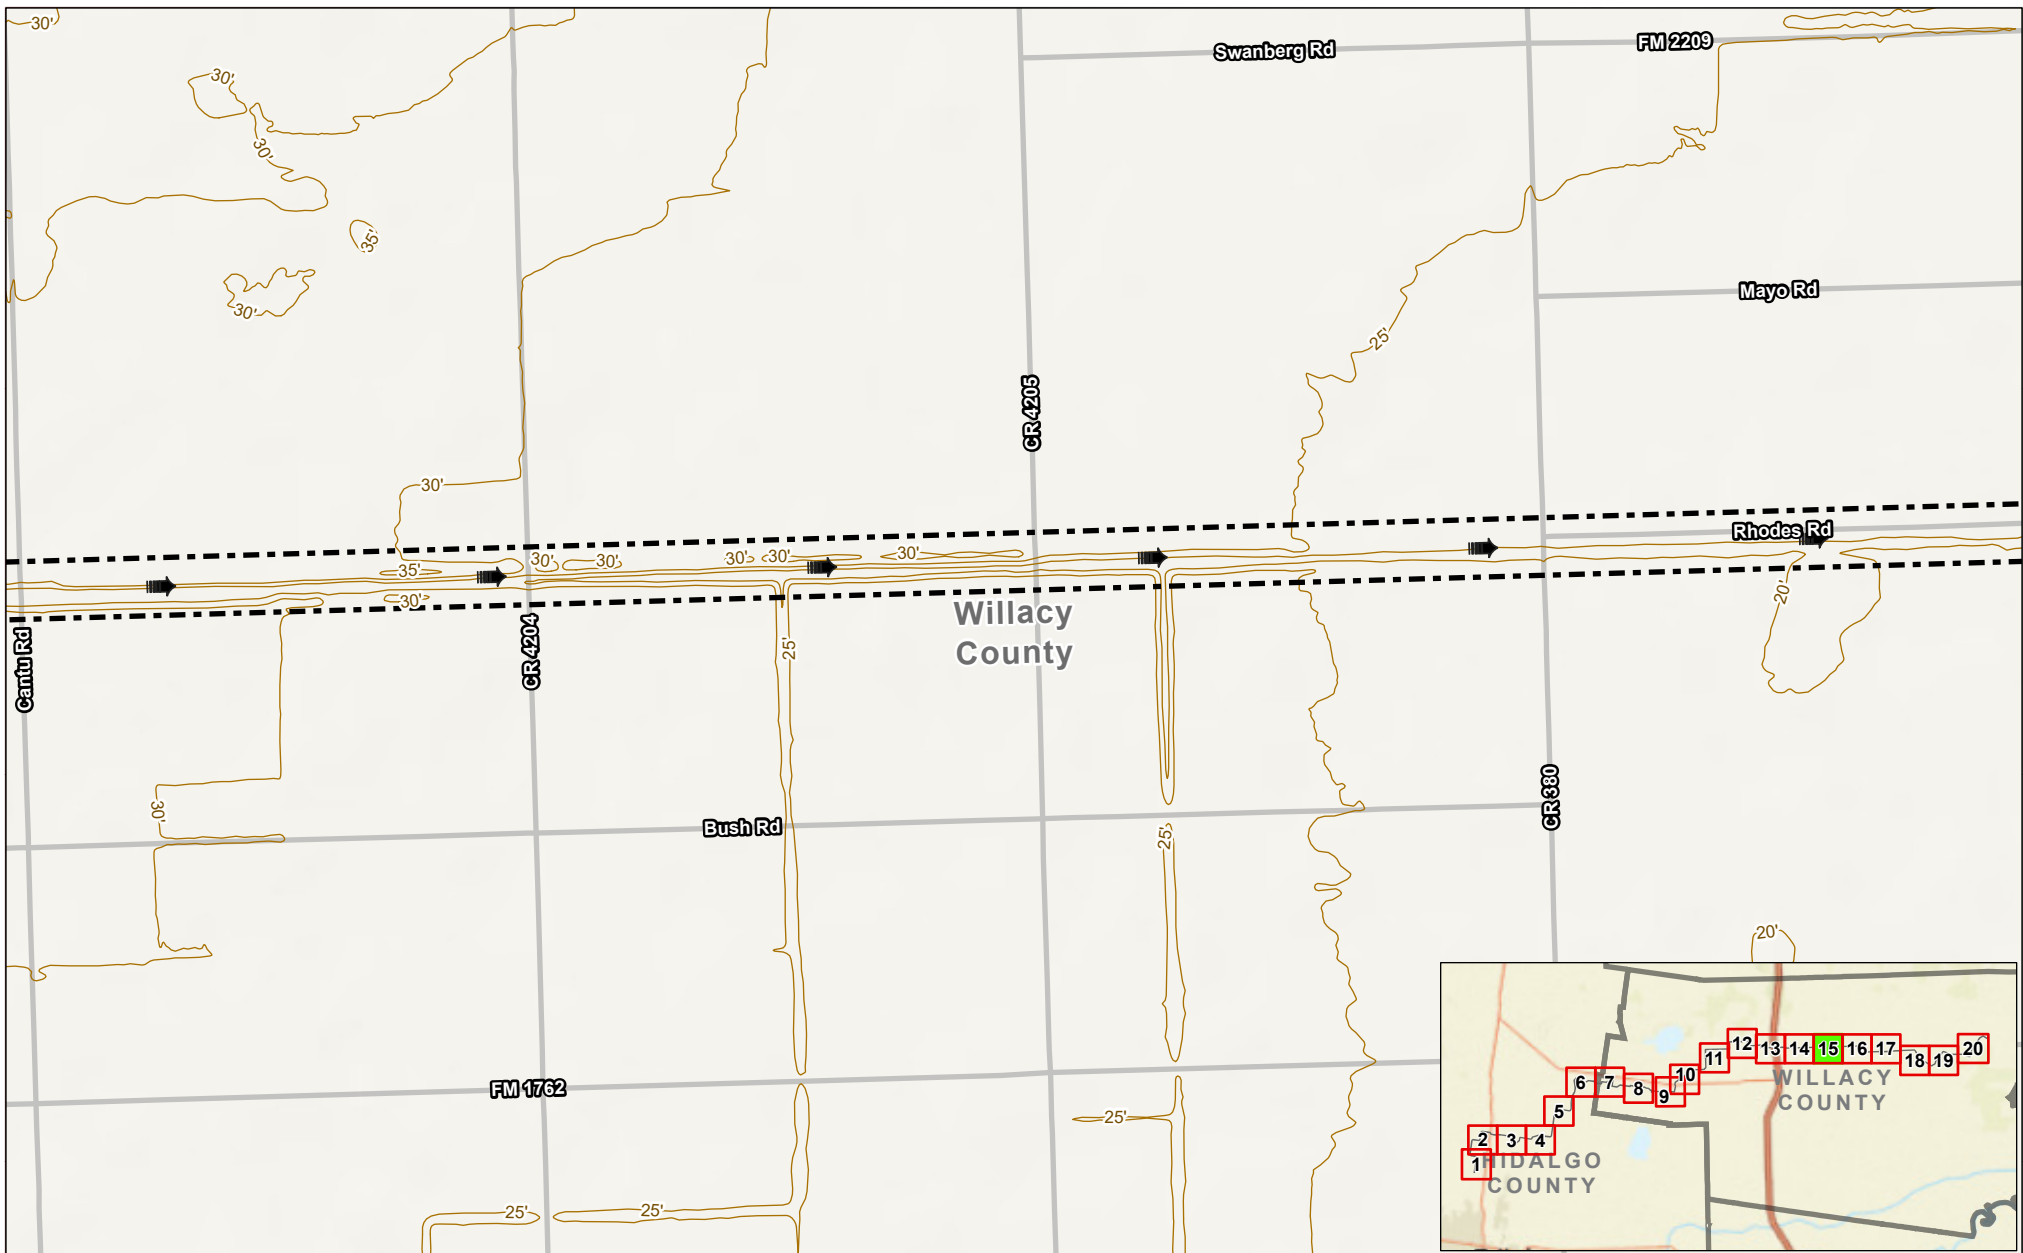 30'
Swanberg Rd
FM 2209
30'
30'
35'
30'
Mayo Rd
25'
CR 4205
30'
Rhodes Rd
30'
30'
30'
30'
30'
35'
30'
20'
Willacy
County
25'
CR 4204
Cantu Rd
30'
CR 380
Bush Rd
25'
20'
FM 1762
25'
25'
25'
1
2
3
4
5
6
7
8
9
10
11
12
13
14
15
16
17
18
19
20
WILLACY
COUNTY
HIDALGO
COUNTY